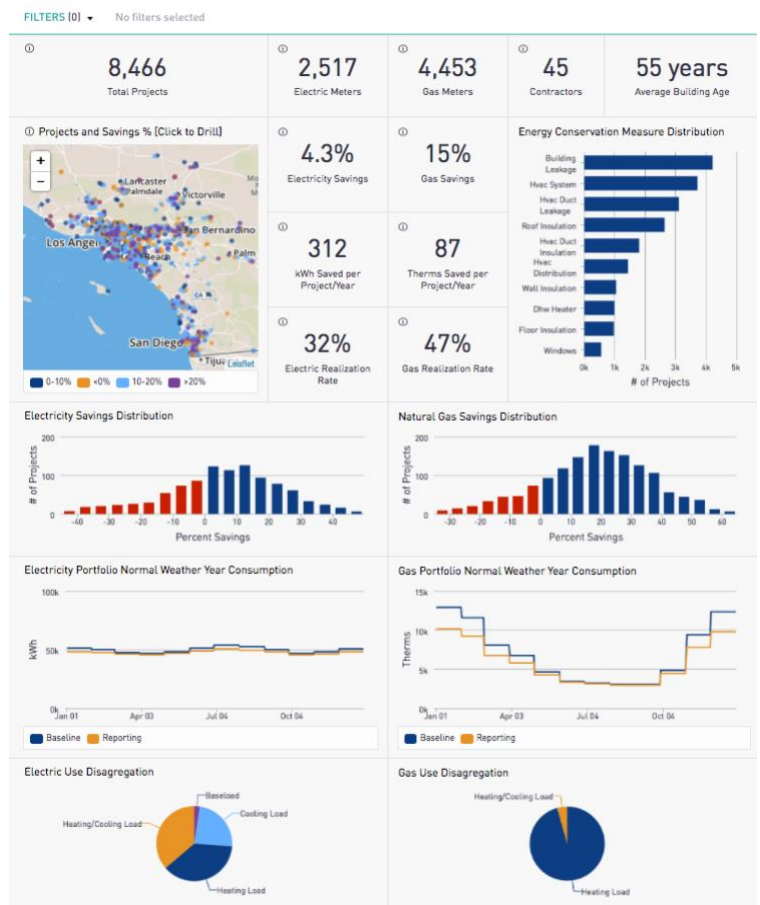 FILTERS (0)
No filters selected
8,466
Total Projects
2,517
Electric Meters
4,453
Gas Meters
45
Contractors
55 years
Average Building Age
Projects and Savings % [Click to Drill]
+
−
Lancaster
Palmdale
Victorville
San Bernardino
Los Angel
Beach
Palm
San Diego
Tiju
Leaflet
0-10%
<0%
10-20%
>20%
4.3%
Electricity Savings
15%
Gas Savings
312
kWh Saved per
Project/Year
87
Therms Saved per
Project/Year
32%
Electric Realization
Rate
47%
Gas Realization Rate
Energy Conservation Measure Distribution
Building
Leakage
Hvac System
Hvac Duct
Leakage
Roof Insulation
Hvac Duct
Insulation
Hvac
Distribution
Wall Insulation
Dhw Heater
Floor Insulation
Windows
0k 1k 2k 3k 4k 5k
# of Projects
Electricity Savings Distribution
200
100
0
# of Projects
-40 -30 -20 -10 0 10 20 30 40
Percent Savings
Natural Gas Savings Distribution
200
100
0
# of Projects
-30 -20 -10 0 10 20 30 40 50 60
Percent Savings
Electricity Portfolio Normal Weather Year Consumption
100k
50k
0k
kWh
Jan 01 Apr 03 Jul 04 Oct 04
Baseline Reporting
Gas Portfolio Normal Weather Year Consumption
15k
10k
5k
0k
Therms
Jan 01 Apr 03 Jul 04 Oct 04
Baseline Reporting
Electric Use Disagregation
Baseload
Cooling Load
Heating/Cooling Load
Heating Load
Gas Use Disagregation
Heating/Cooling Load
Heating Load